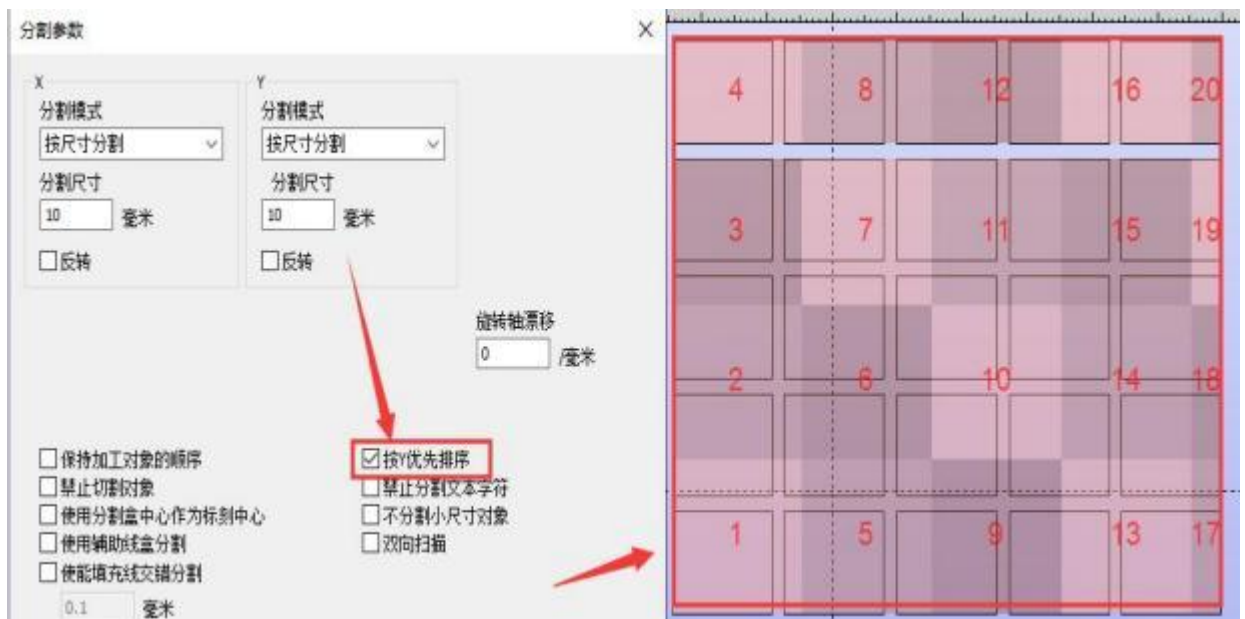 分割参数
X
Y
分割模式
分割模式
按尺寸分割
按尺寸分割
分割尺寸
分割尺寸
10 毫米
10 毫米
反转
反转
旋转轴漂移
0 /毫米
保持加工对象的顺序
按Y优先排序
禁止切割对象
禁止分割文本字符
使用分割盒中心作为标刻中心
不分割小尺寸对象
使用辅助线盒分割
双向扫描
使能填充线交错分割
0.1 毫米
4 8 12 16 20
3 7 11 15 19
2 6 10 14 18
1 5 9 13 17